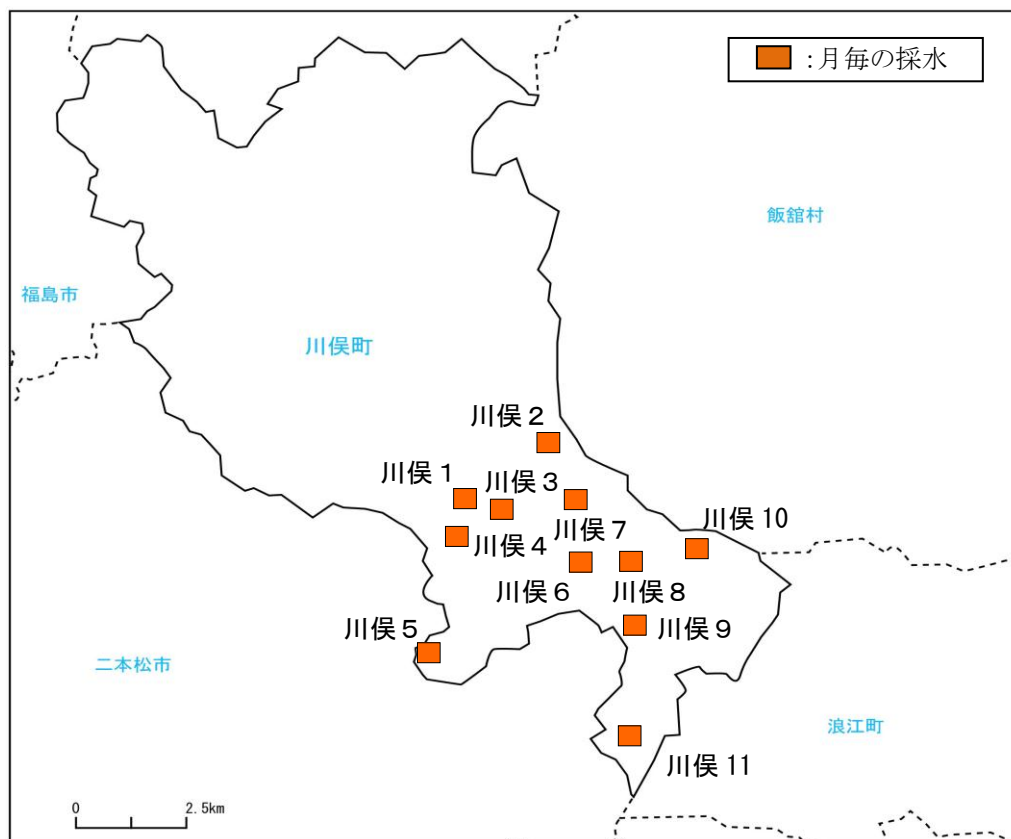 ：月毎の採水
飯舘村
福島市
川俣町
川俣２
川俣１
川俣３
川俣10
川俣７
川俣４
川俣６
川俣８
川俣５
川俣９
二本松市
浪江町
川俣11
0 2.5km